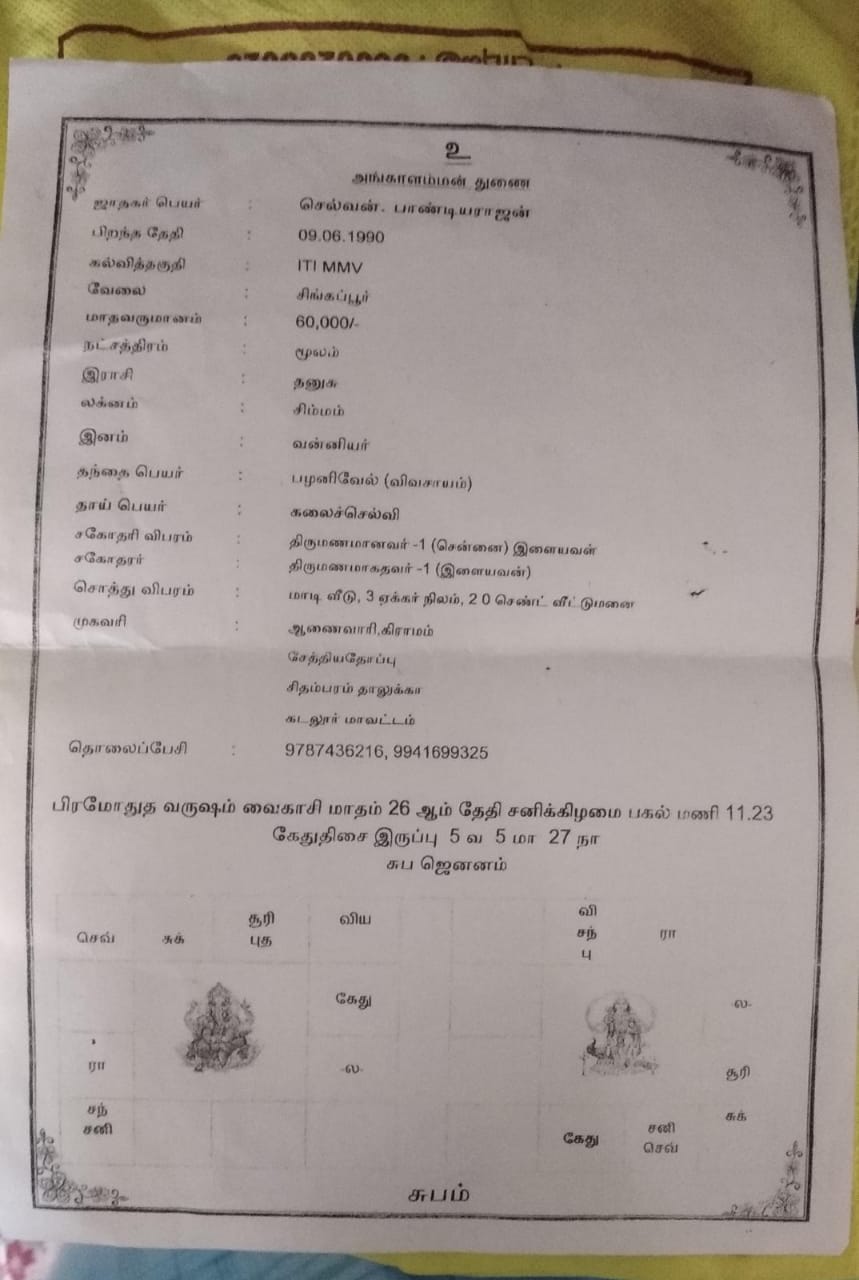 உ
அங்காளம்மன் துணை
ஜாதகர் பெயர் : செல்வன். பாண்டியராஜன்
பிறந்த தேதி : 09.06.1990
கல்வித்தகுதி : ITI MMV
வேலை : சிங்கப்பூர்
மாதவருமானம் : 60,000/-
நட்சத்திரம் : மூலம்
இராசி : தனுசு
லக்னம் : சிம்மம்
இனம் : வன்னியர்
தந்தை பெயர் : பழனிவேல் (விவசாயம்)
தாய் பெயர் : கலைச்செல்வி
சகோதரி விபரம் : திருமணமானவர் -1 (சென்னை) இளையவள்
சகோதரர் : திருமணமாகதவர் -1 (இளையவன்)
சொத்து விபரம் : மாடி வீடு, 3 ஏக்கர் நிலம், 2 0 செண்ட் வீட்டுமனை
முகவரி : ஆணைவாரி,கிராமம்
சேத்தியதோப்பு
சிதம்பரம் தாலுக்கா
கடலூர் மாவட்டம்
தொலைப்பேசி : 9787436216, 9941699325
பிரமோதுத வருஷம் வைகாசி மாதம் 26 ஆம் தேதி சனிக்கிழமை பகல் மணி 11.23
கேதுதிசை இருப்பு 5 வ 5 மா 27 நா
சுப ஜெனனம்
செவ் சுக் சூரி புத விய
கேது
ரா -ல-
சந் சனி
வி சந் பு ரா
-ல-
சூரி
கேது சனி செவ் சுக்
சுபம்